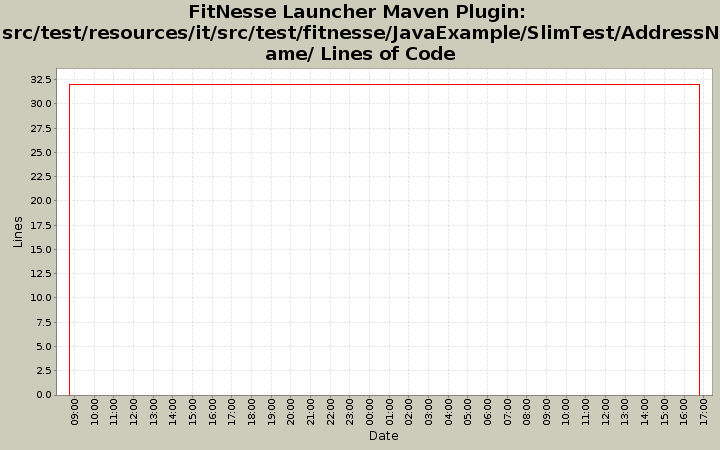 FitNesse Launcher Maven Plugin:
src/test/resources/it/src/test/fitnesse/JavaExample/SlimTest/AddressN
ame/ Lines of Code
32.5
30.0
27.5
25.0
22.5
20.0
17.5
15.0
12.5
10.0
7.5
5.0
2.5
0.0
Lines
09:00 10:00 11:00 12:00 13:00 14:00 15:00 16:00 17:00 18:00 19:00 20:00 21:00 22:00 23:00 00:00 01:00 02:00 03:00 04:00 05:00 06:00 07:00 08:00 09:00 10:00 11:00 12:00 13:00 14:00 15:00 16:00 17:00
Date